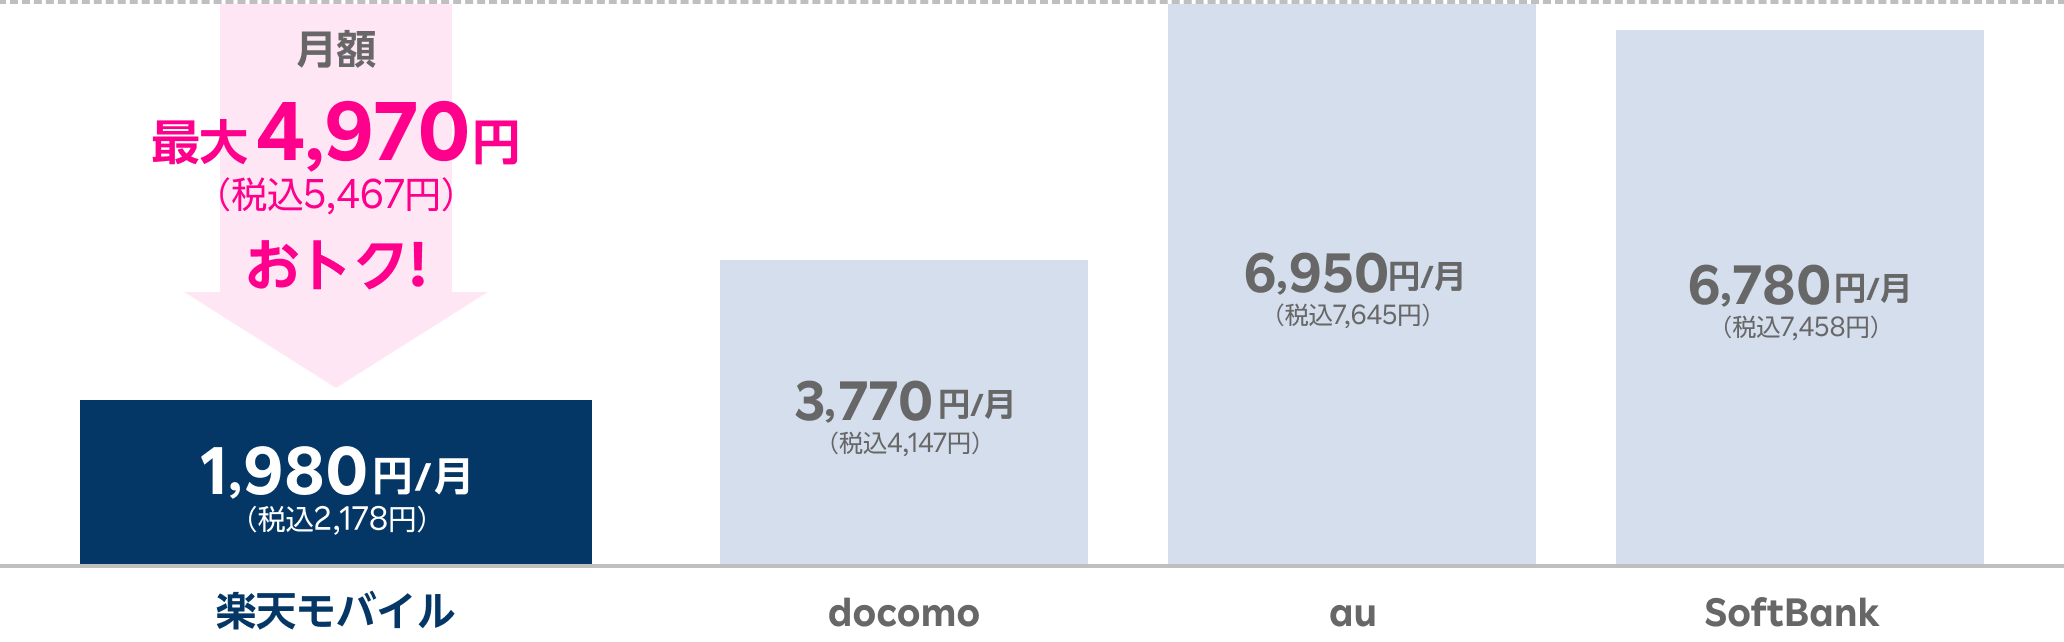 月額
最大4,970円
（税込5,467円）
おトク!
1,980円/月
（税込2,178円）
楽天モバイル
3,770円/月
（税込4,147円）
docomo
6,950円/月
（税込7,645円）
au
6,780円/月
（税込7,458円）
SoftBank